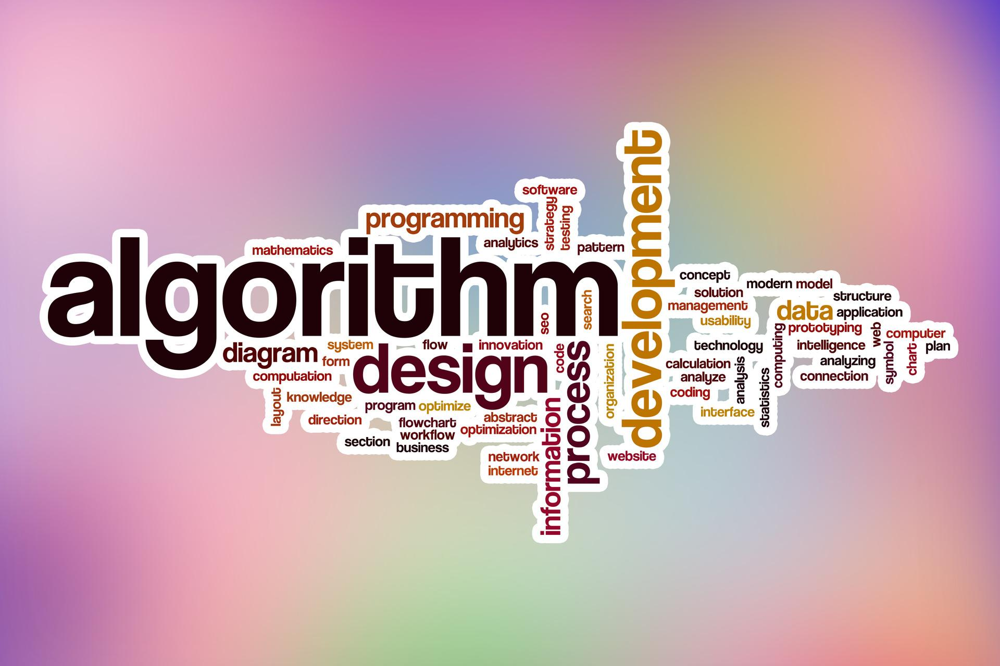 development
software
strategy
testing
programming
analytics
pattern
mathematics
algorithm
seo
search
concept
modern
model
solution
structure
management
data
application
usability
prototyping
web
computer
computing
technology
intelligence
plan
symbol
chart
analyzing
calculation
analysis
connection
analyze
statistics
coding
interface
diagram
system
flow
innovation
form
design
code
process
organization
computation
layout
knowledge
program
optimize
information
direction
flowchart
abstract
workflow
optimization
section
business
network
website
internet